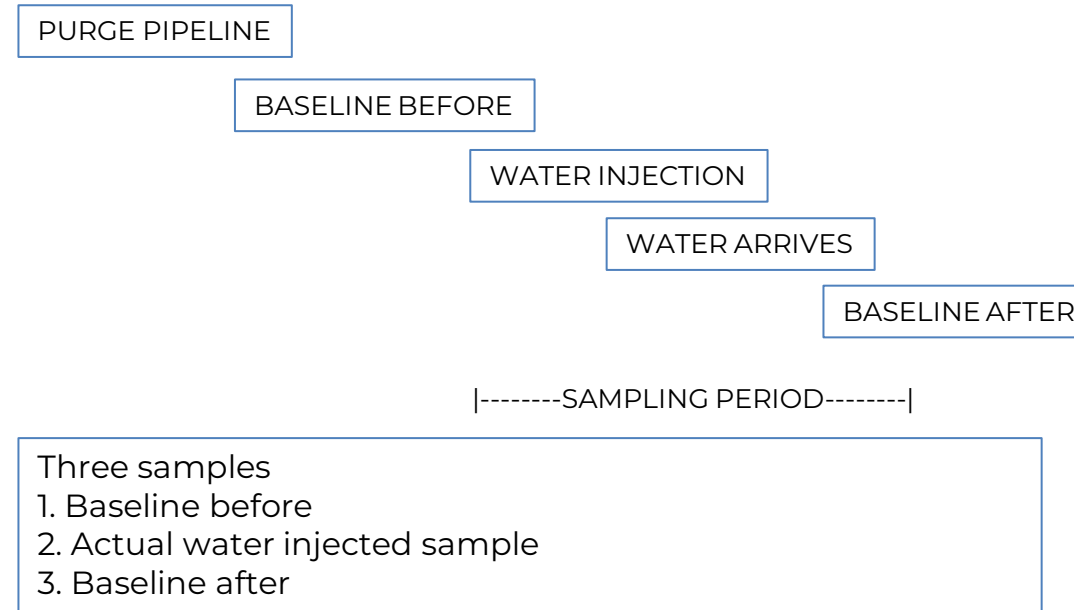 PURGE PIPELINE
BASELINE BEFORE
WATER INJECTION
WATER ARRIVES
BASELINE AFTER
|--------SAMPLING PERIOD--------|
Three samples
1. Baseline before
2. Actual water injected sample
3. Baseline after